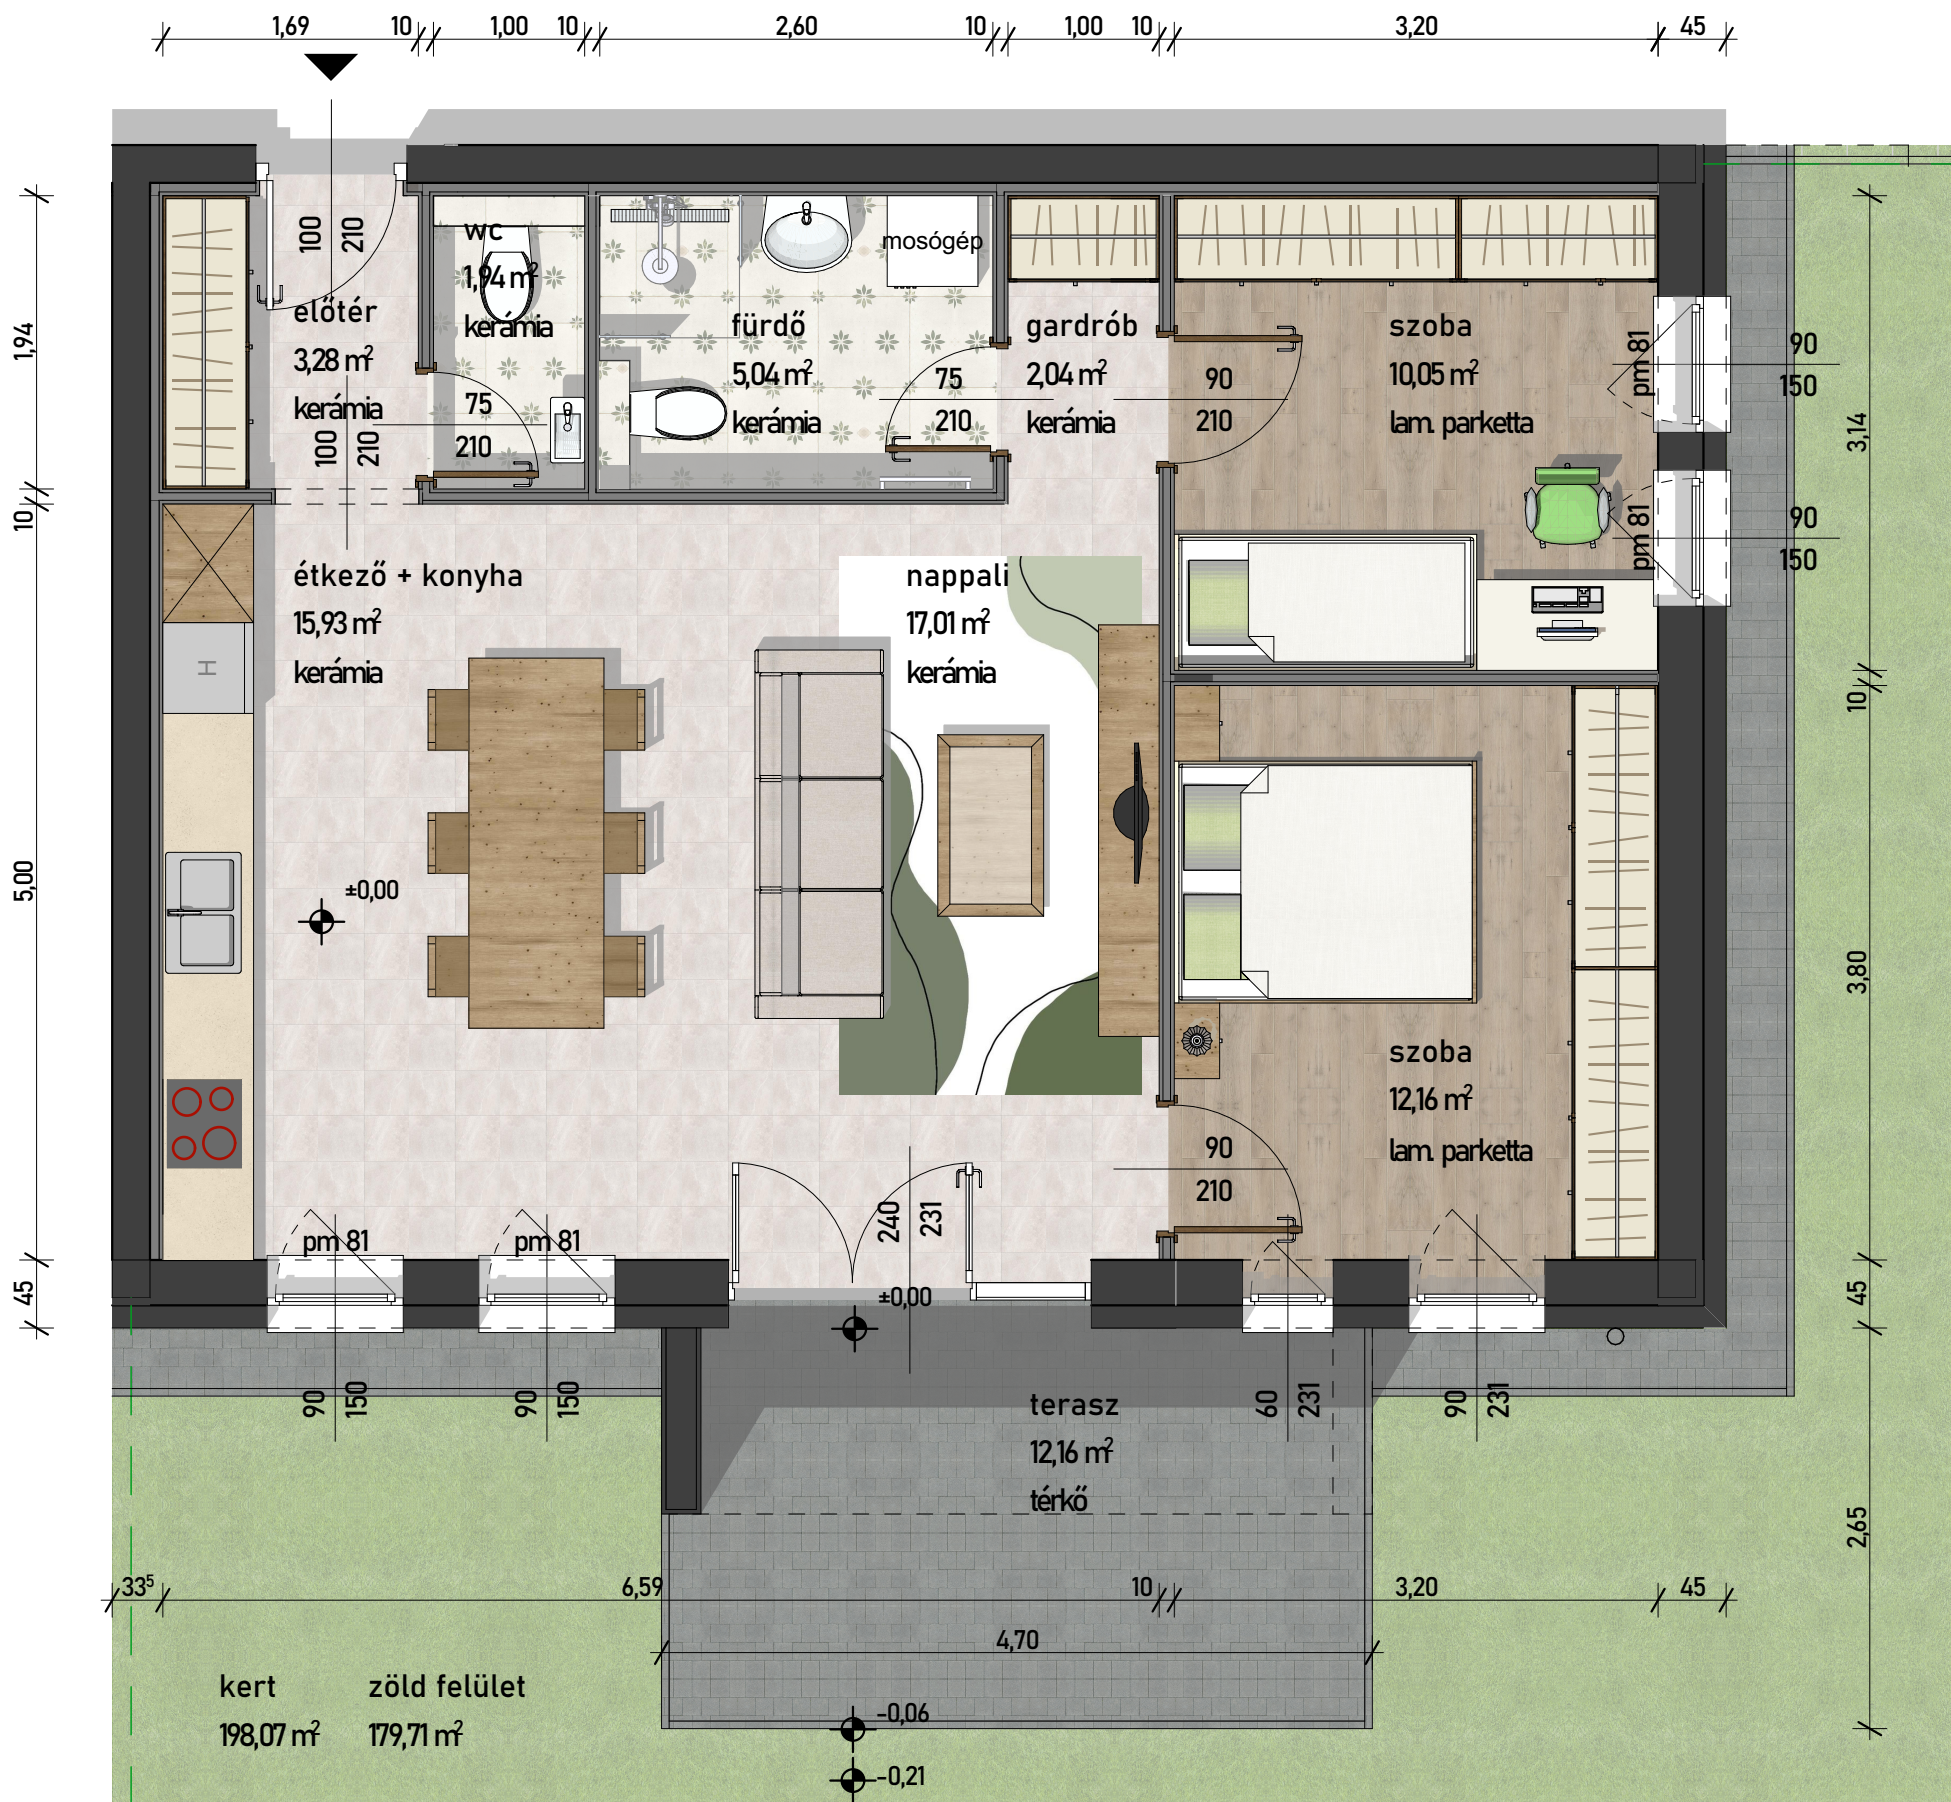 1,69 10 1,00 10 2,60 10 1,00 10 3,20 45
100
210
wc
1,94 m²
kerámia
mosógép
előtér
3,28 m²
kerámia
100
210
75
210
fürdő
5,04 m²
kerámia
75
210
gardrób
2,04 m²
kerámia
90
210
szoba
10,05 m²
lam. parketta
pm 81
90
150
pm 81
90
150
1,94
10
5,00
45
3,14
10
3,80
45
2,65
étkező + konyha
15,93 m²
kerámia
H
nappali
17,01 m²
kerámia
±0,00
szoba
12,16 m²
lam. parketta
90
210
pm 81
pm 81
240
231
±0,00
90
150
90
150
60
231
90
231
terasz
12,16 m²
térkő
33⁵ 6,59 10 3,20 45
4,70
kert
198,07 m²
zöld felület
179,71 m²
-0,06
-0,21